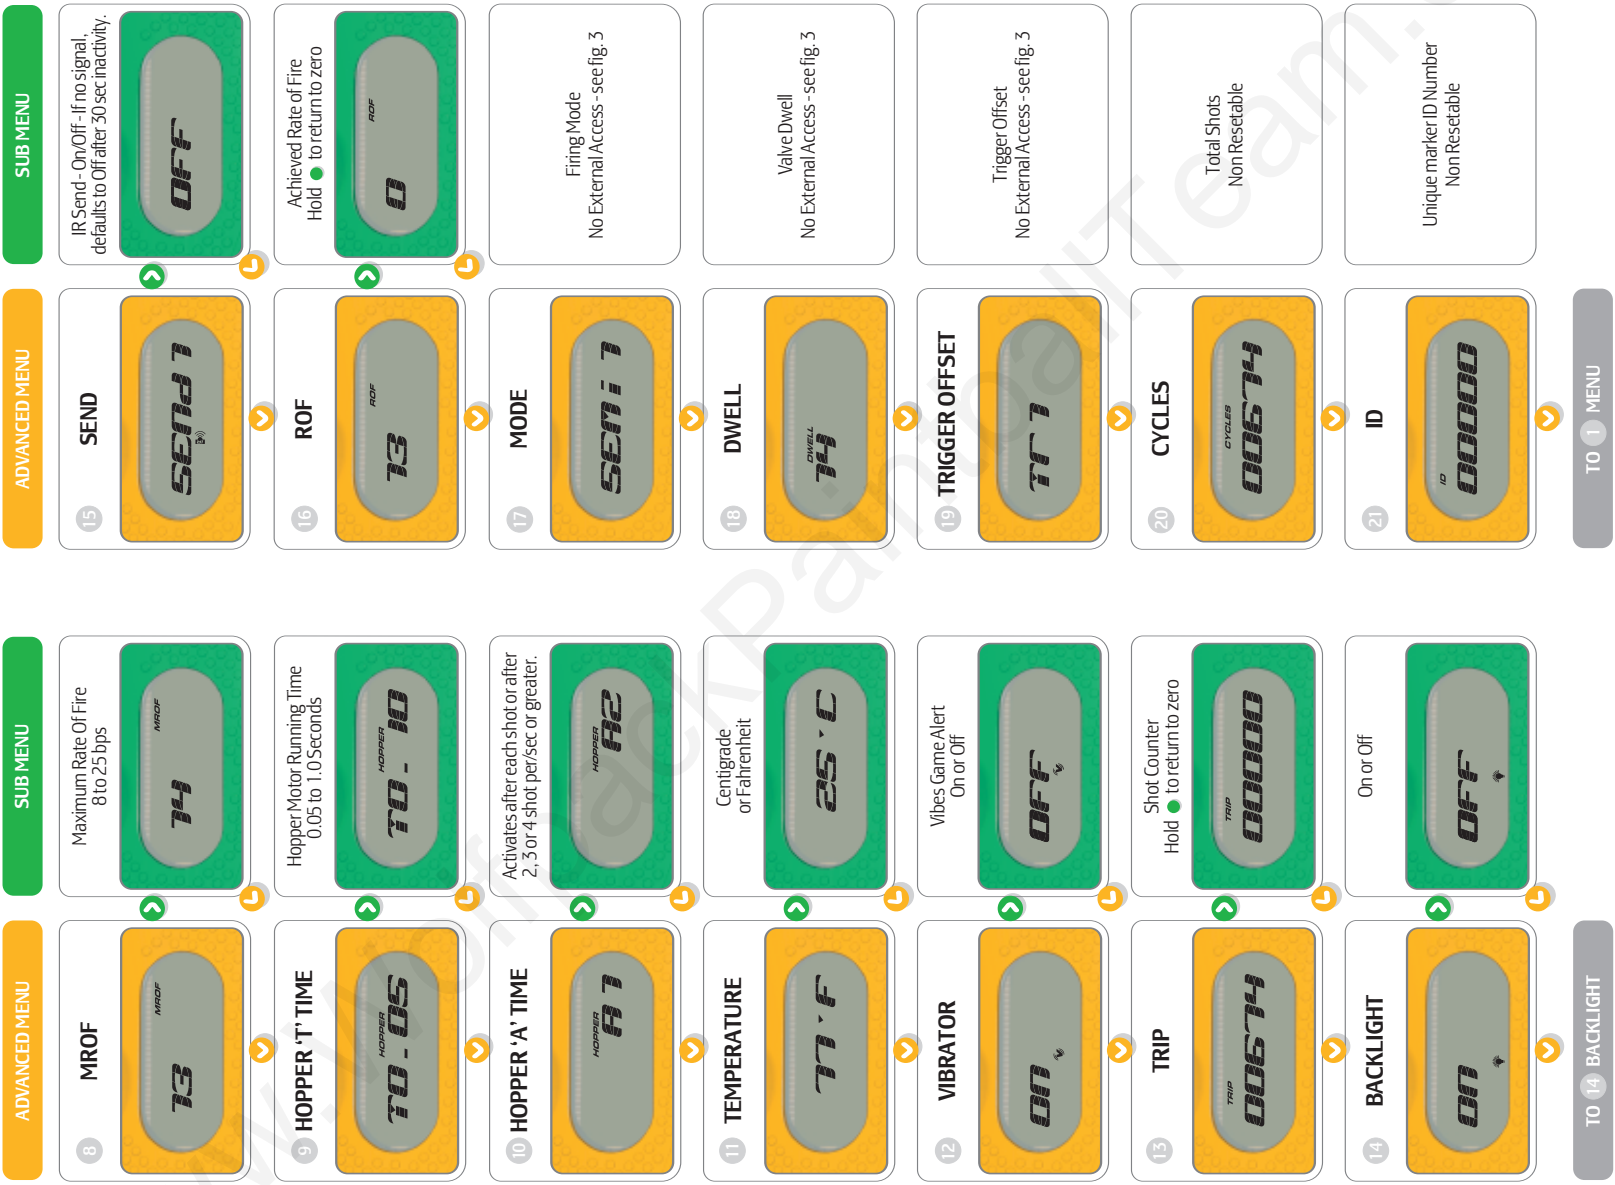 ADVANCED MENU
SUB MENU
8
MROF
MROF
13
Maximum Rate Of Fire
8 to 25 bps
MROF
14
9
HOPPER ‘T’ TIME
HOPPER
T0.05
Hopper Motor Running Time
0.05 to 1.0 Seconds
HOPPER
T0.10
10
HOPPER ‘A’ TIME
HOPPER
A1
Activates after each shot or after
2, 3 or 4 shot per/sec or greater.
HOPPER
A2
11
TEMPERATURE
77°F
Centigrade
or Fahrenheit
25°C
12
VIBRATOR
ON
Vibes Game Alert
On or Off
OFF
13
TRIP
TRIP
00674
Shot Counter
Hold to return to zero
TRIP
00000
14
BACKLIGHT
ON
On or Off
OFF
TO 14 BACKLIGHT
ADVANCED MENU
SUB MENU
15
SEND
SEND 1
IR Send - On/Off - If no signal,
defaults to Off after 30 sec inactivity.
OFF
16
ROF
ROF
13
Achieved Rate of Fire
Hold to return to zero
ROF
0
17
MODE
SEMI 1
Firing Mode
No External Access - see fig. 3
18
DWELL
DWELL
14
Valve Dwell
No External Access - see fig. 3
19
TRIGGER OFFSET
TR 1
Trigger Offset
No External Access - see fig. 3
20
CYCLES
CYCLES
00674
Total Shots
Non Resetable
21
ID
ID
00000
Unique marker ID Number
Non Resetable
TO 1 MENU
w.WolfpackPaintballTeam.